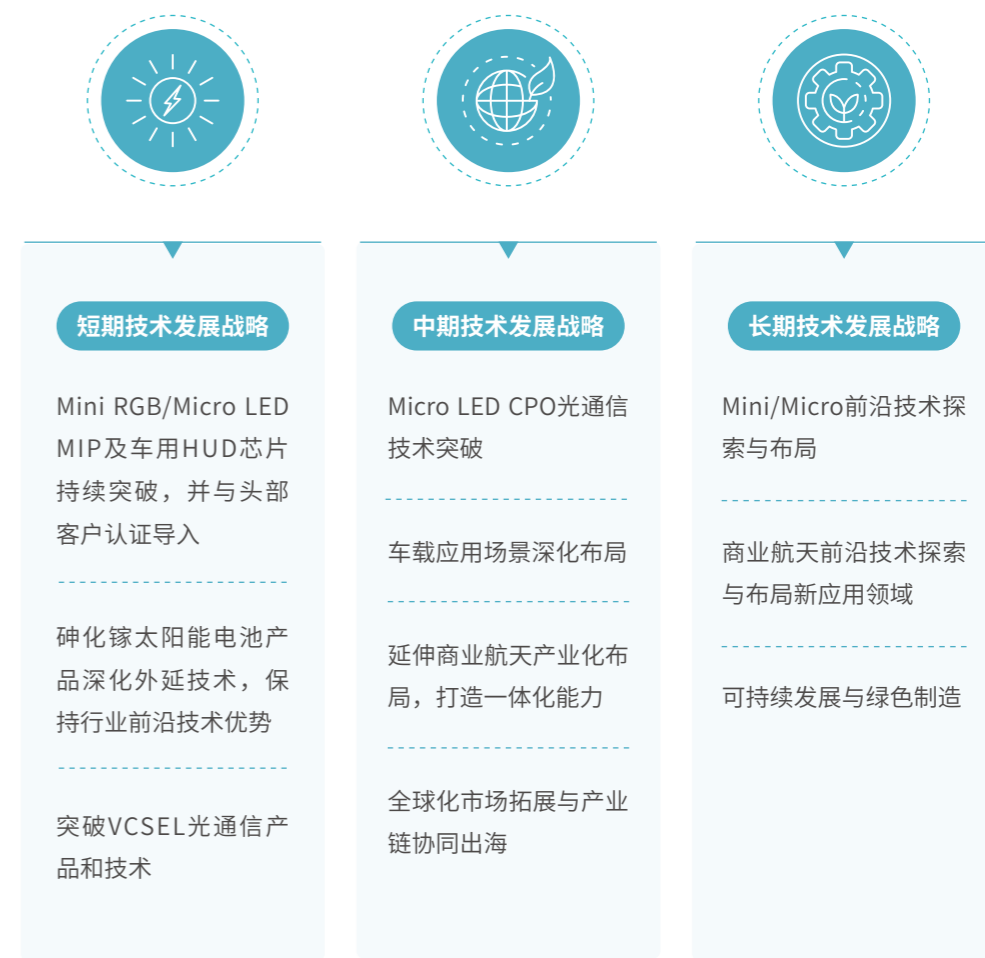 短期技术发展战略
Mini RGB/Micro LED
MIP及车用HUD芯片
持续突破，并与头部
客户认证导入
砷化镓太阳能电池产
品深化外延技术，保
持行业前沿技术优势
突破VCSEL光通信产
品和技术
中期技术发展战略
Micro LED CPO光通信
技术突破
车载应用场景深化布局
延伸商业航天产业化布
局，打造一体化能力
全球化市场拓展与产业
链协同出海
长期技术发展战略
Mini/Micro前沿技术探
索与布局
商业航天前沿技术探索
与布局新应用领域
可持续发展与绿色制造